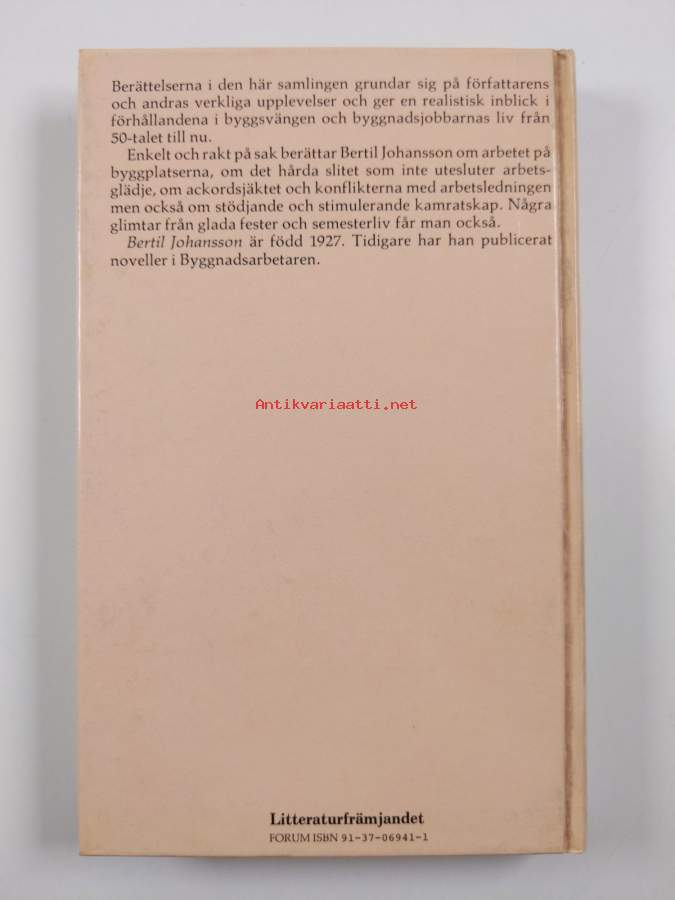 Berättelserna i den här samlingen grundar sig på författarens
och andras verkliga upplevelser och ger en realistisk inblick i
förhållandena i byggsvängen och byggnadsjobbarnas liv från
50-talet till nu.
Enkelt och rakt på sak berättar Bertil Johansson om arbetet på
byggplatserna, om det hårda slitet som inte utesluter arbets-
glädje, om ackordsjäktet och konflikterna med arbetsledningen
men också om stödjande och stimulerande kamratskap. Några
glimtar från glada fester och semesterliv får man också.
Bertil Johansson är född 1927. Tidigare har han publicerat
noveller i Byggnadsarbetaren.
Antikvariaatti.net
Litteraturfrämjandet
FORUM ISBN 91-37-06941-1